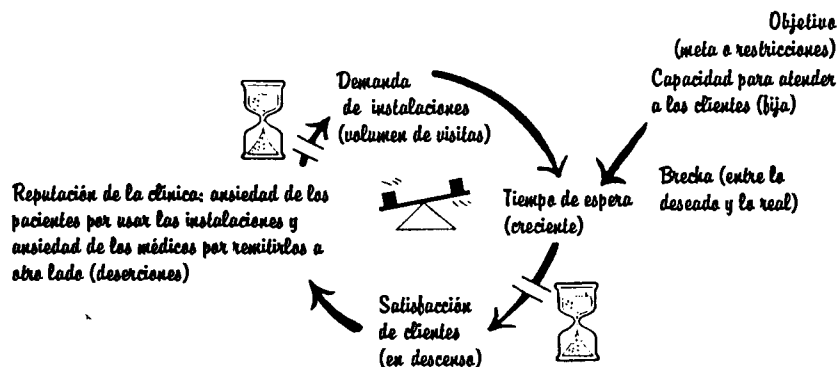 Objetivo
(meta o restricciones)
Capacidad para atender
a los clientes (fija)
Demanda
de instalaciones
(volumen de visitas)
Brecha (entre lo
deseado y lo real)
Tiempo de espera
(creciente)
Reputación de la clínica: ansiedad de los
pacientes por usar las instalaciones y
ansiedad de los médicos por remitirlos a
otro lado (deserciones)
Satisfacción
de clientes
(en descenso)